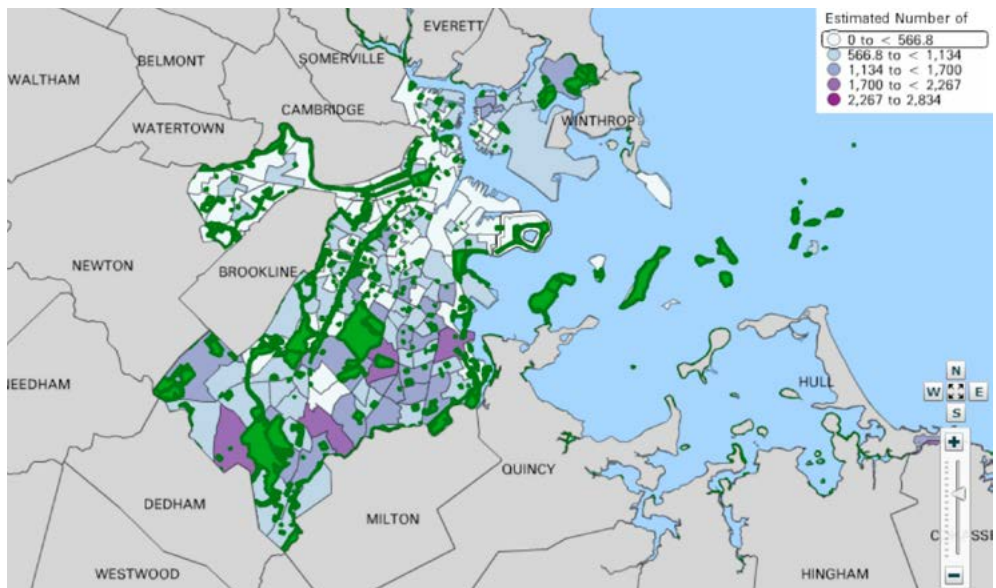 EVERETT
Estimated Number of
0 to < 566.8
566.8 to < 1,134
1,134 to < 1,700
1,700 to < 2,267
2,267 to 2,834
SOMERVILLE
BELMONT
WALTHAM
CAMBRIDGE
WATERTOWN
WINTHROP
NEWTON
BROOKLINE
N
W
E
S
NEEDHAM
HULL
+
QUINCY
DEDHAM
MILTON
WESTWOOD
HINGHAM
−